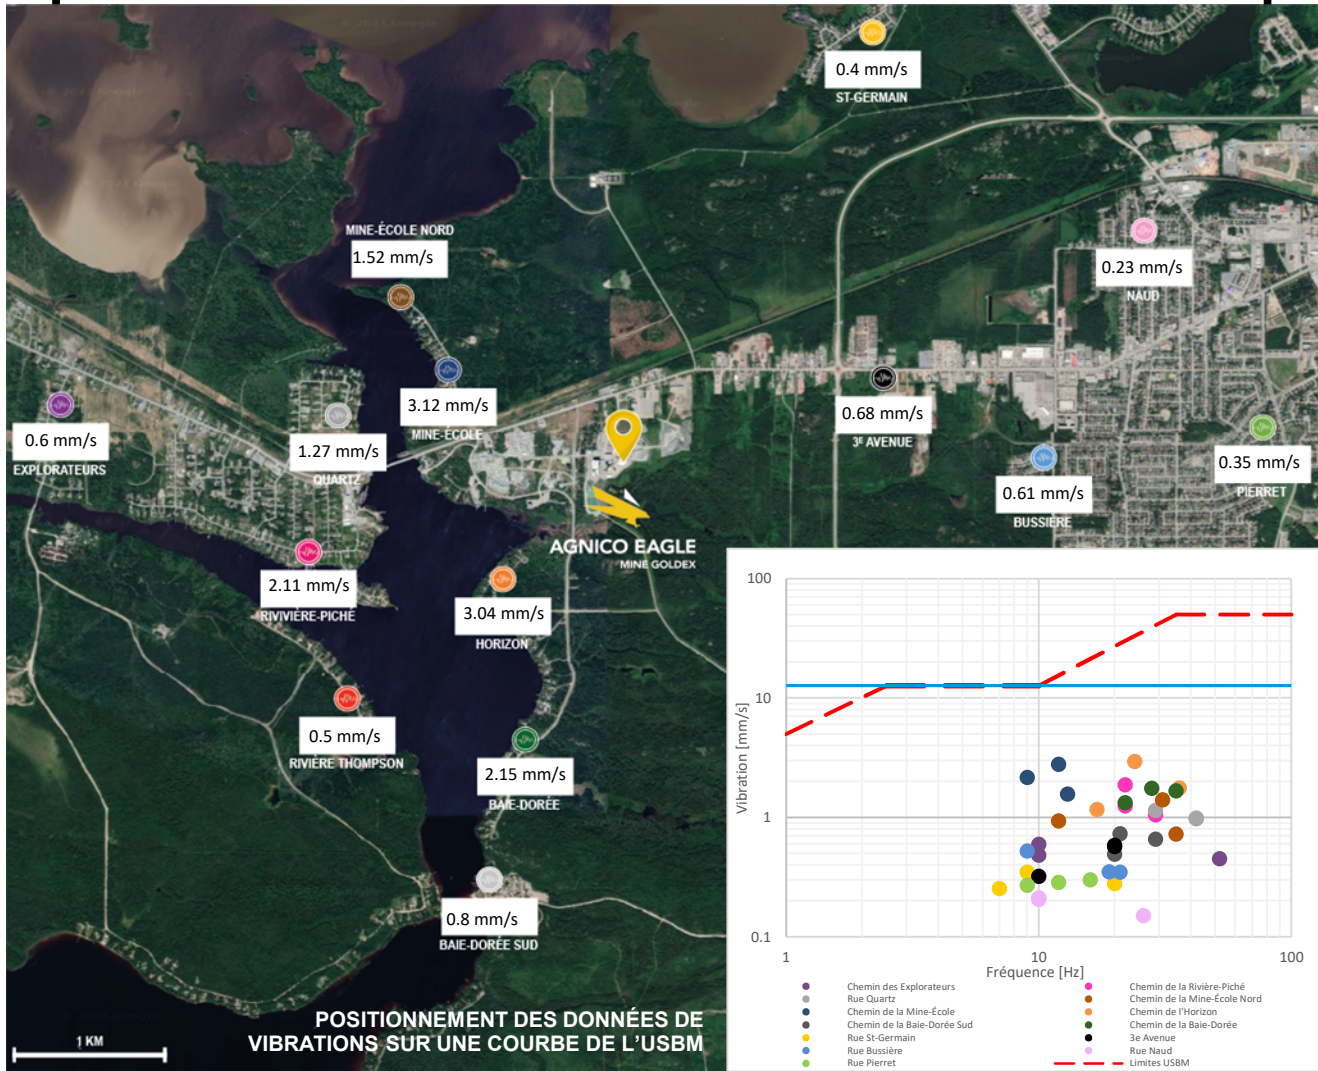 0.4 mm/s
ST-GERMAIN
MINE-ÉCOLE NORD
1.52 mm/s
0.23 mm/s
NAUD
3.12 mm/s
MINE-ÉCOLE
0.6 mm/s
EXPLORATEURS
1.27 mm/s
QUARTZ
0.68 mm/s
3E AVENUE
0.61 mm/s
BUSSIÈRE
0.35 mm/s
PIERRET
AGNICO EAGLE
MINE GOLDEX
2.11 mm/s
RIVIVIÈRE-PICHÉ
3.04 mm/s
HORIZON
0.5 mm/s
RIVIÈRE THOMPSON
2.15 mm/s
BAIE-DORÉE
0.8 mm/s
BAIE-DORÉE SUD
POSITIONNEMENT DES DONNÉES DE
VIBRATIONS SUR UNE COURBE DE L'USBM
1 KM
100
10
1
0.1
Vibration [mm/s]
1
10
100
Fréquence [Hz]
Chemin des Explorateurs
Chemin de la Rivière-Piché
Rue Quartz
Chemin de la Mine-École Nord
Chemin de la Mine-École
Chemin de l'Horizon
Chemin de la Baie-Dorée Sud
Chemin de la Baie-Dorée
Rue St-Germain
3e Avenue
Rue Bussière
Rue Naud
Rue Pierret
Limites USBM